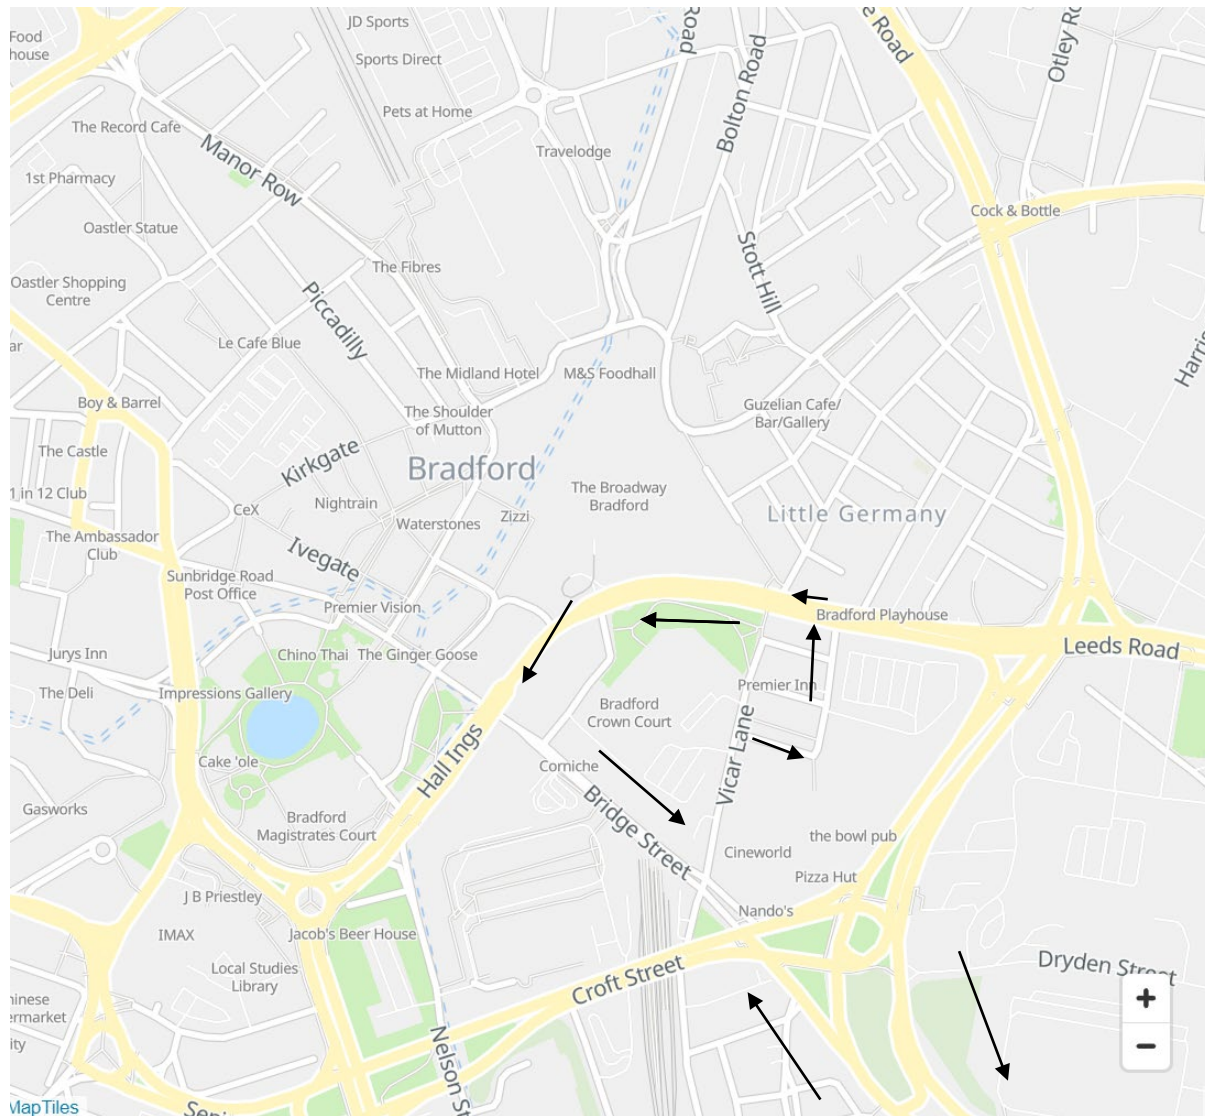 JD Sports
Road
e Road
Food
house
Otley Ro
Sports Direct
Bolton Road
Pets at Home
The Record Cafe
Manor Row
Travelodge
1st Pharmacy
Cock & Bottle
Oastler Statue
Stott Hill
The Fibres
Oastler Shopping
Centre
Piccadilly
Harris
ar
Le Cafe Blue
The Midland Hotel
M&S Foodhall
Boy & Barrel
The Shoulder
of Mutton
Guzelian Cafe/
Bar/Gallery
The Castle
Kirkgate
Bradford
1 in 12 Club
Nightrain
The Broadway
Bradford
CeX
Waterstones
Zizzi
Little Germany
The Ambassador
Club
Ivegate
Sunbridge Road
Post Office
Premier Vision
Bradford Playhouse
Leeds Road
Jurys Inn
Chino Thai
The Ginger Goose
The Deli
Impressions Gallery
Premier Inn
Bradford
Crown Court
Vicar Lane
Cake 'ole
Hall Ings
Corniche
Gasworks
Bradford
Magistrates Court
Bridge Street
the bowl pub
Cineworld
Pizza Hut
J B Priestley
Nando's
IMAX
Jacob's Beer House
Local Studies
Library
Croft Street
Dryden Street
hinese
ermarket
+
ity
−
Nelson St
MapTiles
Seni